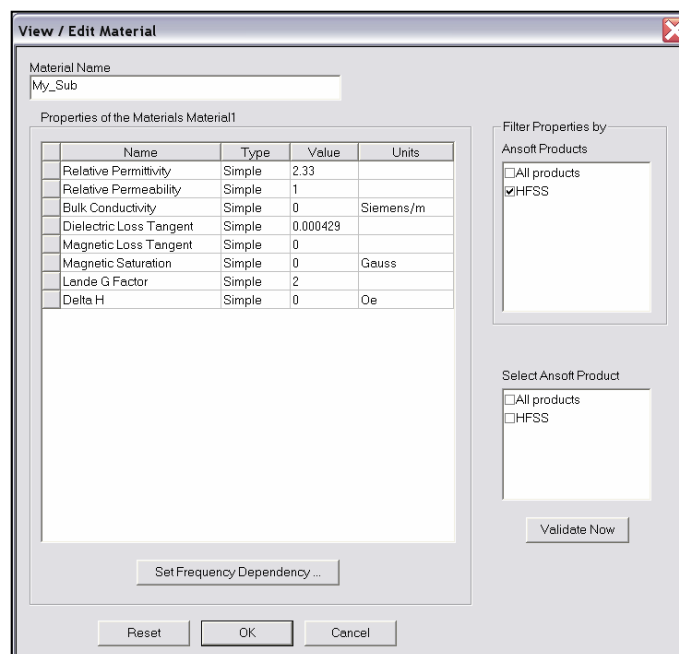 View / Edit Material
Material Name
My_Sub
Properties of the Materials Material1
Name Type Value Units
Relative Permittivity Simple 2.33
Relative Permeability Simple 1
Bulk Conductivity Simple 0 Siemens/m
Dielectric Loss Tangent Simple 0.000429
Magnetic Loss Tangent Simple 0
Magnetic Saturation Simple 0 Gauss
Lande G Factor Simple 2
Delta H Simple 0 Oe
Set Frequency Dependency ...
Filter Properties by
Ansoft Products
All products
HFSS
Select Ansoft Product
All products
HFSS
Validate Now
Reset OK Cancel